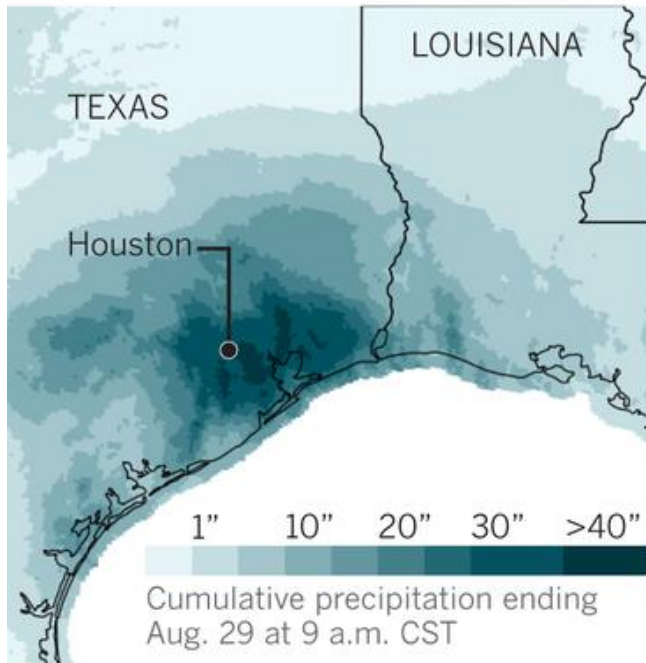 LOUISIANA
TEXAS
Houston
1” 10” 20” 30” >40”
Cumulative precipitation ending
Aug. 29 at 9 a.m. CST